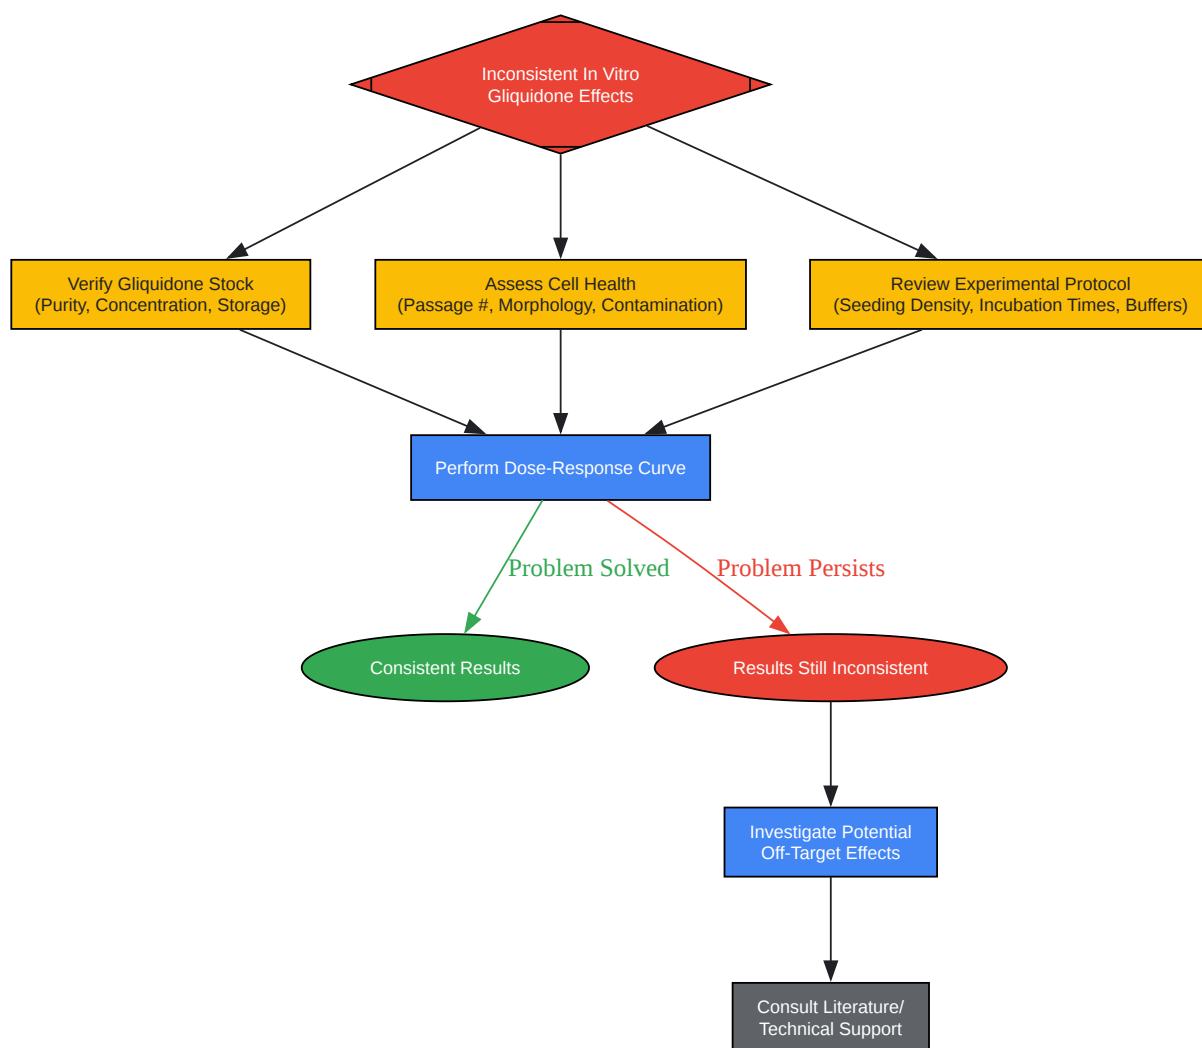 Inconsistent In Vitro
Gliquidone Effects
Verify Gliquidone Stock
(Purity, Concentration, Storage)
Assess Cell Health
(Passage #, Morphology, Contamination)
Review Experimental Protocol
(Seeding Density, Incubation Times, Buffers)
Perform Dose-Response Curve
Problem Solved
Problem Persists
Consistent Results
Results Still Inconsistent
Investigate Potential
Off-Target Effects
Consult Literature/
Technical Support